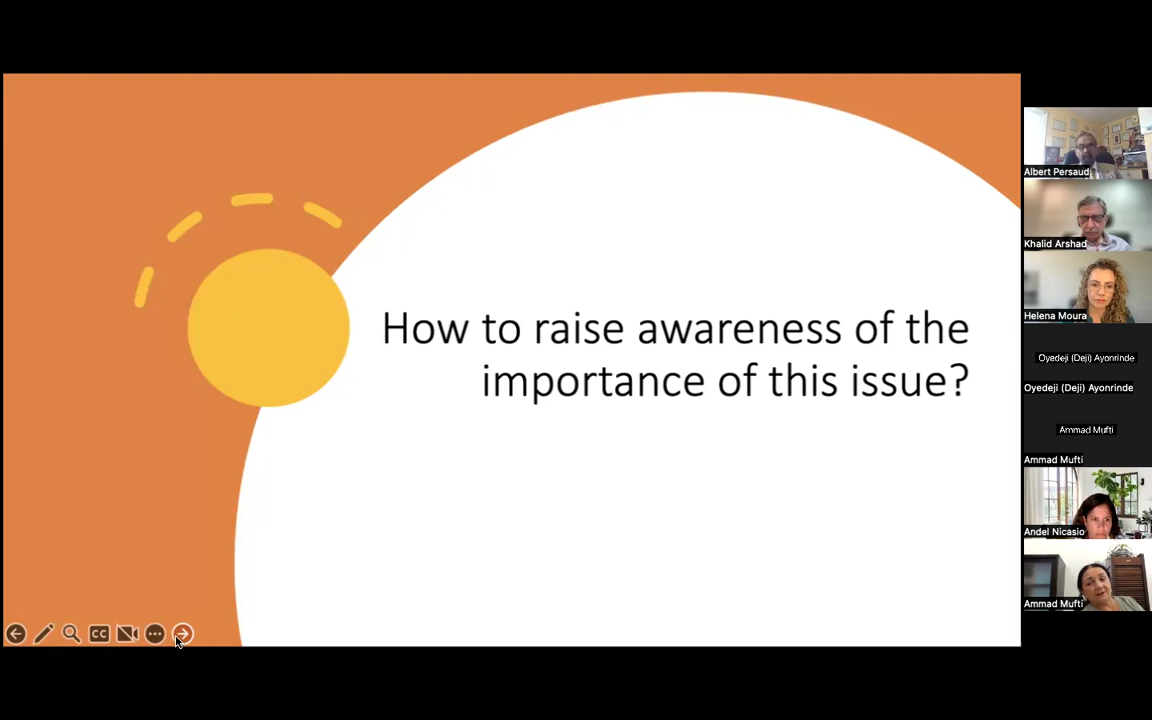 How to raise awareness of the
importance of this issue?
CC
Albert Persaud
Khalid Arshad
Helena Moura
Oyedeji (Deji) Ayonrinde
Oyedeji (Deji) Ayonrinde
Ammad Mufti
Ammad Mufti
Andel Nicasio
Ammad Mufti